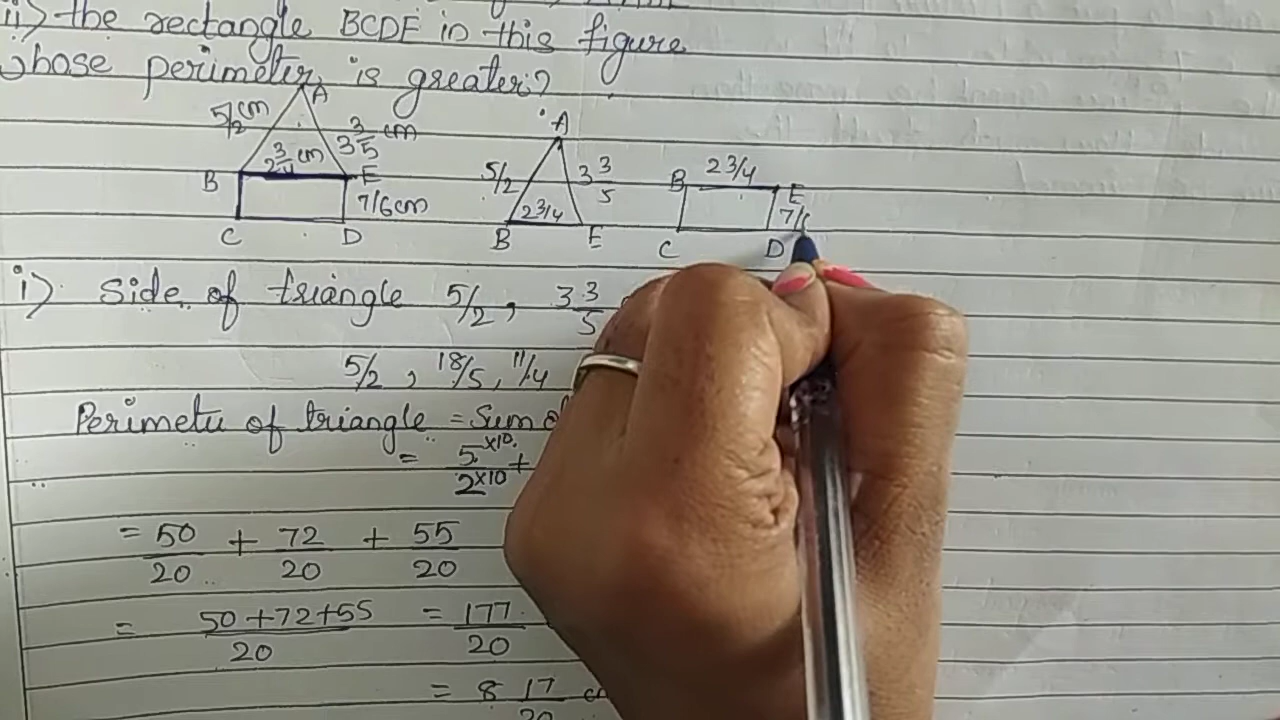 ii) the rectangle BCDE in this figure
whose perimeter is greater?
A
5/2 cm 3 3/5 cm
2 3/4 cm
B E
7/6 cm
C D
A
5/2 3 3/5
2 3/4
B E
2 3/4
B E
7/
C D
i) Side of triangle 5/2, 3 3/5
5/2, 18/5, 11/4
Perimeter of triangle = Sum
= 5×10/2×10 +
= 50/20 + 72/20 + 55/20
= 50+72+55/20 = 177/20
= 8 17/20